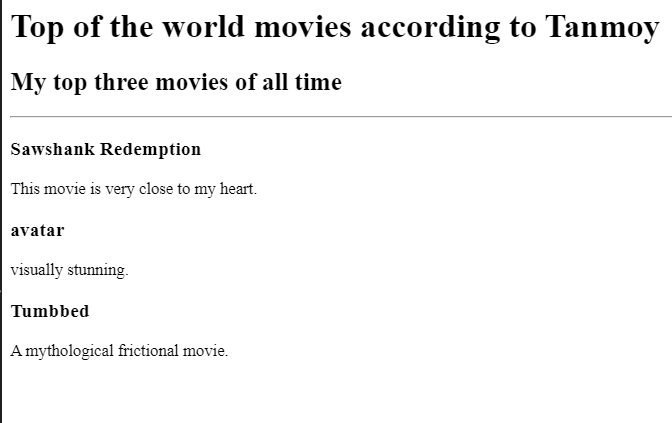 Top of the world movies according to Tanmoy
My top three movies of all time
Sawshank Redemption
This movie is very close to my heart.
avatar
visually stunning.
Tumbbed
A mythological frictional movie.